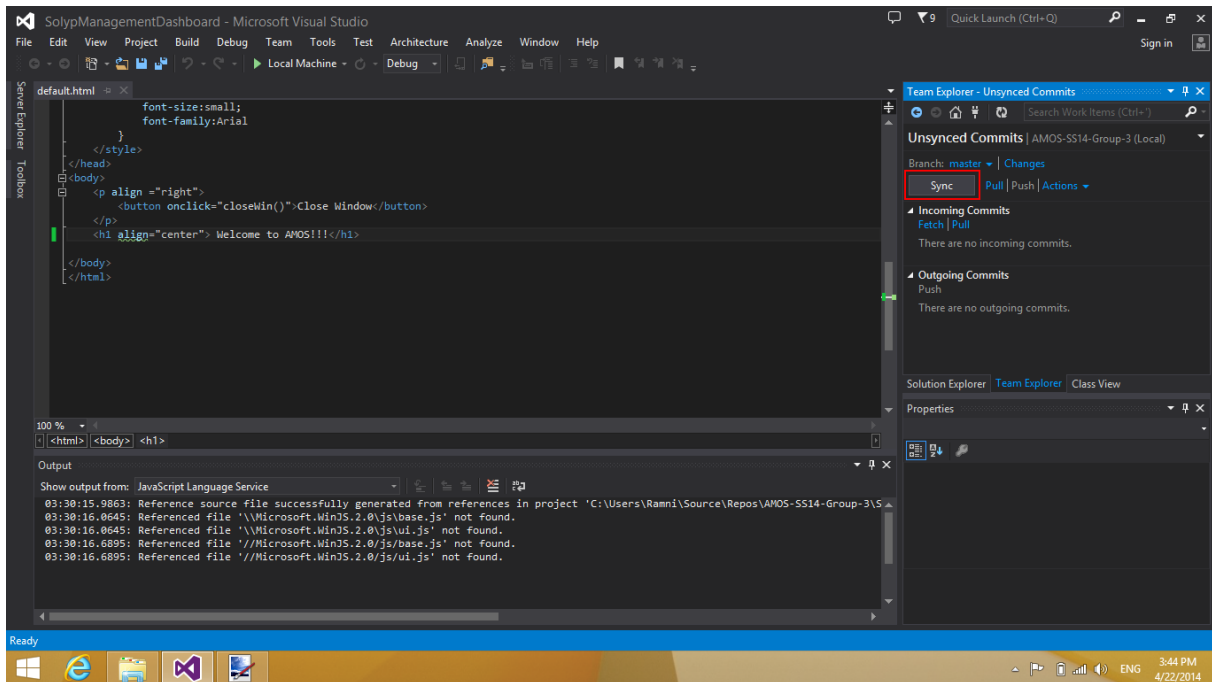 SolypManagementDashboard - Microsoft Visual Studio
9 Quick Launch (Ctrl+Q)
File Edit View Project Build Debug Team Tools Test Architecture Analyze Window Help Sign in
Local Machine Debug
Server Explorer
Toolbox
default.html
font-size:small;
font-family:Arial
}
</style>
</head>
<body>
<p align ="right">
<button onclick="closeWin()">Close Window</button>
</p>
<h1 align="center"> Welcome to AMOS!!!</h1>
</body>
</html>
100 %
<html> <body> <h1>
Output
Show output from: JavaScript Language Service
03:30:15.9863: Reference source file successfully generated from references in project 'C:\Users\Ramni\Source\Repos\AMOS-SS14-Group-3\S
03:30:16.0645: Referenced file '\\Microsoft.WinJS.2.0\js\base.js' not found.
03:30:16.0645: Referenced file '\\Microsoft.WinJS.2.0\js\ui.js' not found.
03:30:16.6895: Referenced file '//Microsoft.WinJS.2.0/js/base.js' not found.
03:30:16.6895: Referenced file '//Microsoft.WinJS.2.0/js/ui.js' not found.
Team Explorer - Unsynced Commits
Search Work Items (Ctrl+')
Unsynced Commits | AMOS-SS14-Group-3 (Local)
Branch: master | Changes
Sync Pull | Push | Actions
Incoming Commits
Fetch | Pull
There are no incoming commits.
Outgoing Commits
Push
There are no outgoing commits.
Solution Explorer Team Explorer Class View
Properties
Ready
ENG 3:44 PM
4/22/2014